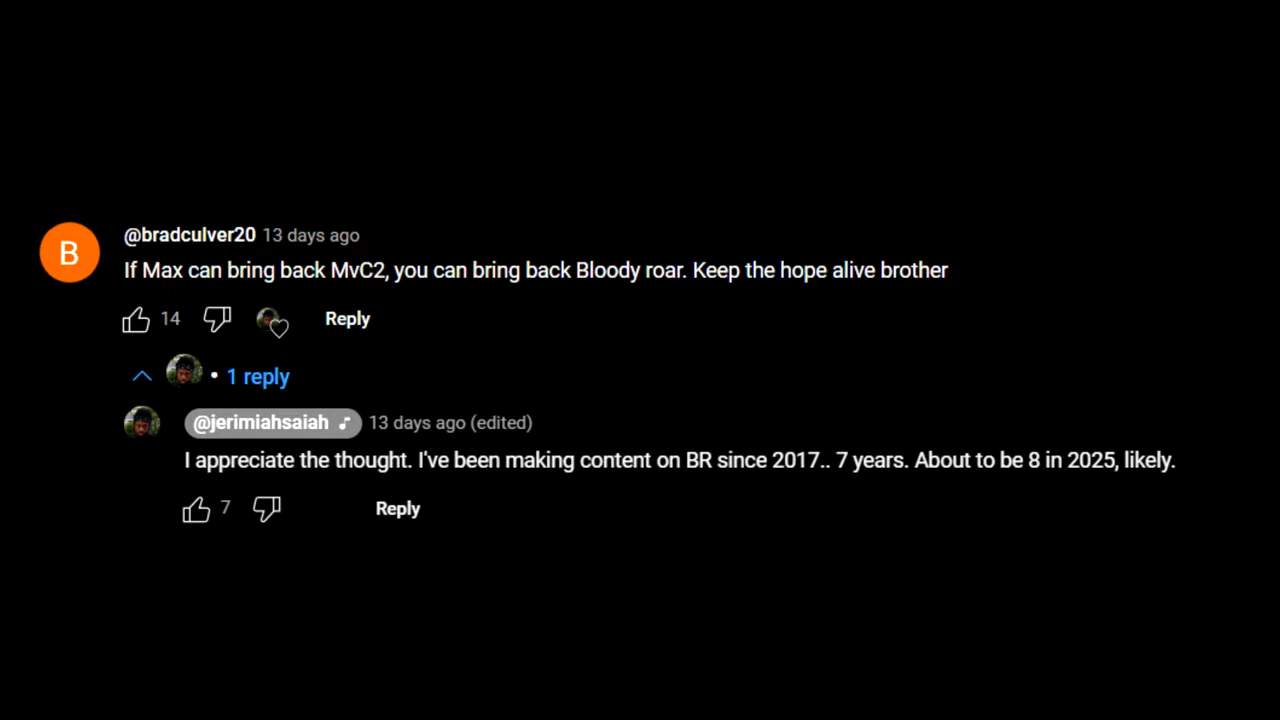 B
@bradculver20 13 days ago
If Max can bring back MvC2, you can bring back Bloody roar. Keep the hope alive brother
14 Reply
• 1 reply
@jerimiahsaiah 13 days ago (edited)
I appreciate the thought. I've been making content on BR since 2017.. 7 years. About to be 8 in 2025, likely.
7 Reply